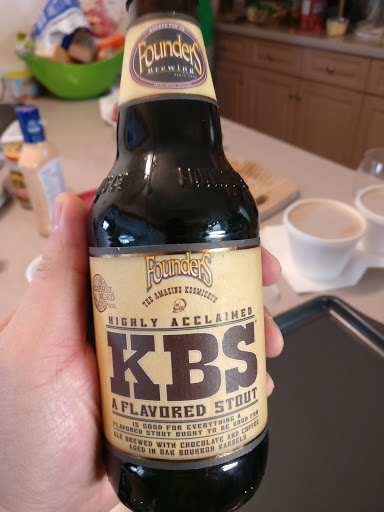 FOUNDERS
BREWING
FOUNDERS
THE AMAZING KOSMICKI'S
HIGHLY ACCLAIMED
KBS
A FLAVORED STOUT
IS GOOD FOR EVERYTHING A
FLAVORED STOUT OUGHT TO BE GOOD FOR
ALE BREWED WITH CHOCOLATE AND COFFEE
AGED IN OAK BOURBON BARRELS